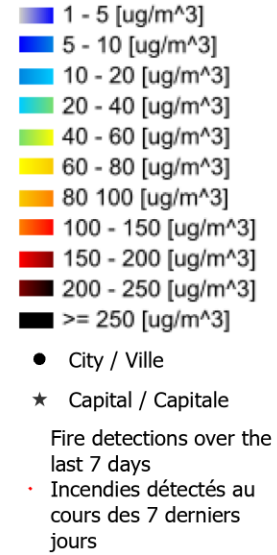 1 - 5 [ug/m^3]
5 - 10 [ug/m^3]
10 - 20 [ug/m^3]
20 - 40 [ug/m^3]
40 - 60 [ug/m^3]
60 - 80 [ug/m^3]
80 100 [ug/m^3]
100 - 150 [ug/m^3]
150 - 200 [ug/m^3]
200 - 250 [ug/m^3]
>= 250 [ug/m^3]
City / Ville
Capital / Capitale
Fire detections over the
last 7 days
Incendies détectés au
cours des 7 derniers
jours